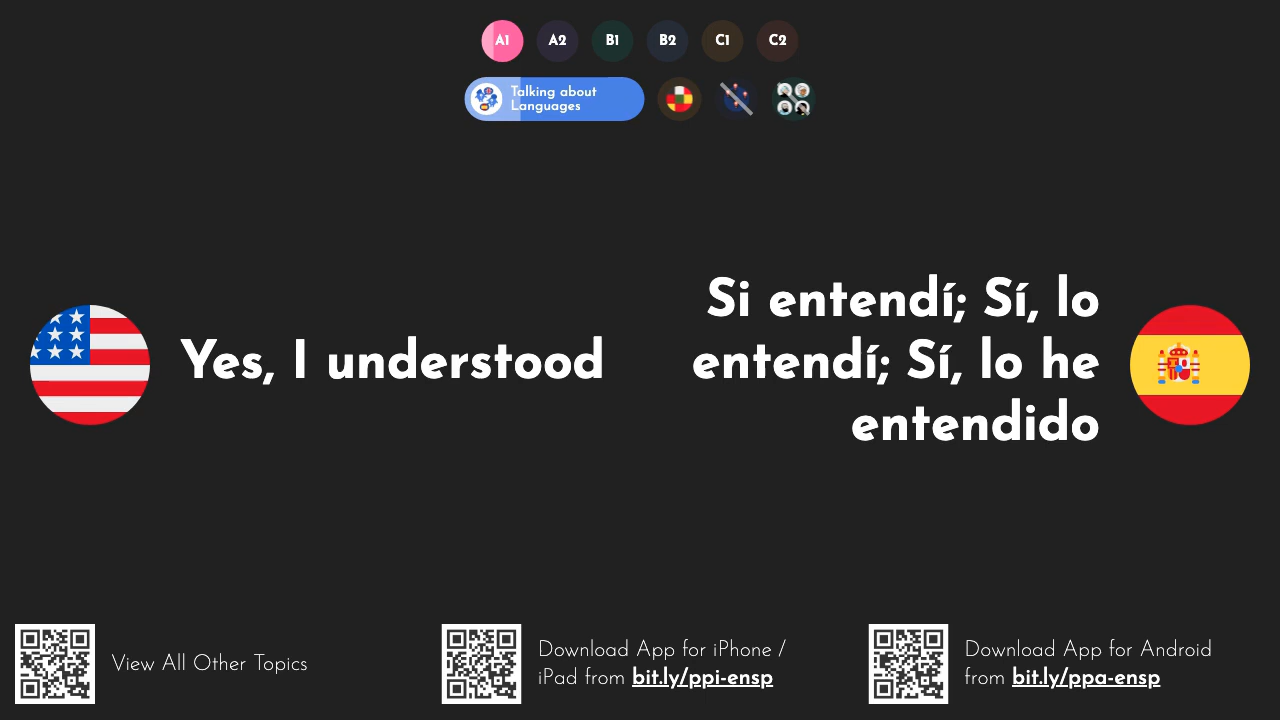 A1 A2 B1 B2 C1 C2
Talking about
Languages
Yes, I understood
Si entendí; Sí, lo
entendí; Sí, lo he
entendido
View All Other Topics
Download App for iPhone /
iPad from bit.ly/ppi-ensp
Download App for Android
from bit.ly/ppa-ensp